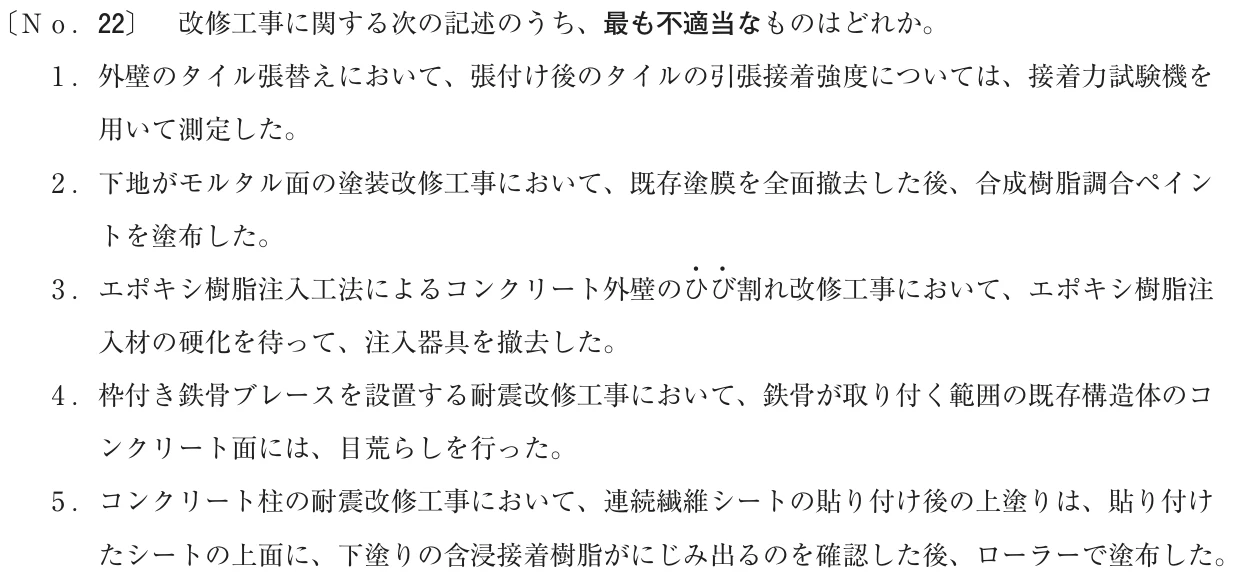 〔Ｎｏ．22〕　改修工事に関する次の記述のうち、最も不適当なものはどれか。
１．外壁のタイル張替えにおいて、張付け後のタイルの引張接着強度については、接着力試験機を
用いて測定した。
２．下地がモルタル面の塗装改修工事において、既存塗膜を全面撤去した後、合成樹脂調合ペイン
トを塗布した。
３．エポキシ樹脂注入工法によるコンクリート外壁のひび割れ改修工事において、エポキシ樹脂注
入材の硬化を待って、注入器具を撤去した。
４．枠付き鉄骨ブレースを設置する耐震改修工事において、鉄骨が取り付く範囲の既存構造体のコ
ンクリート面には、目荒らしを行った。
５．コンクリート柱の耐震改修工事において、連続繊維シートの貼り付け後の上塗りは、貼り付け
たシートの上面に、下塗りの含浸接着樹脂がにじみ出るのを確認した後、ローラーで塗布した。